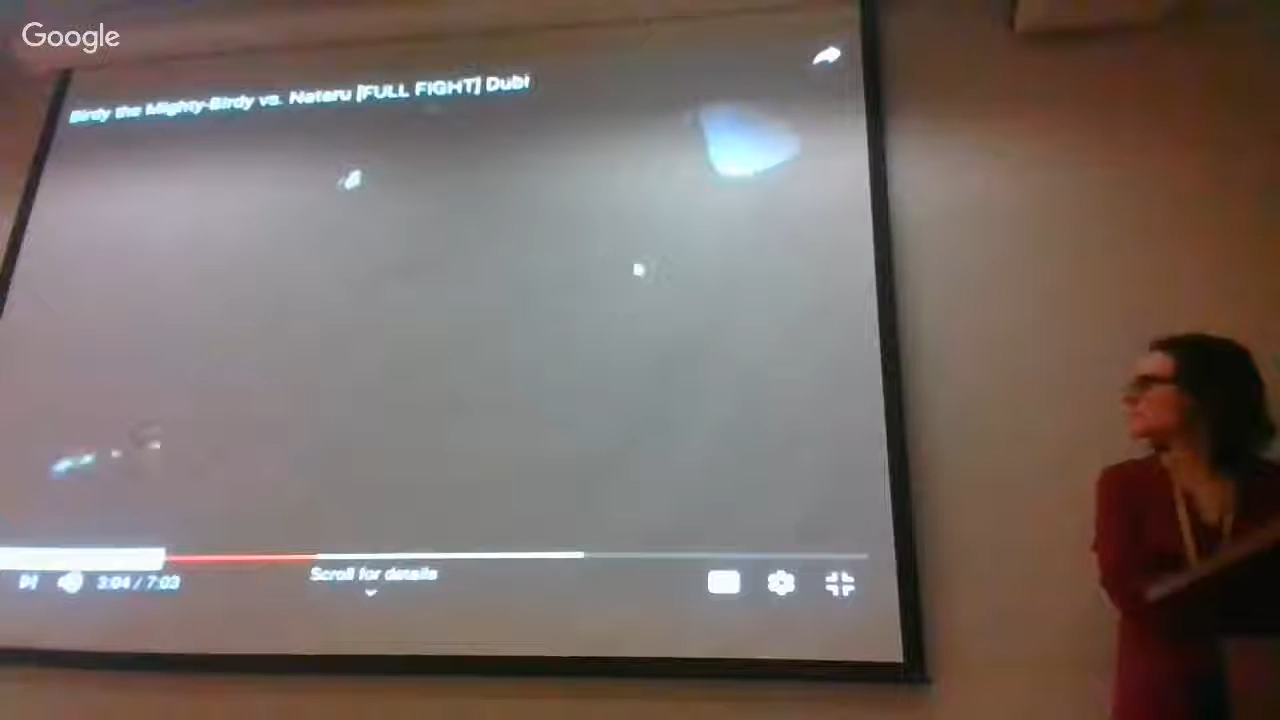 Google
Birdy the Mighty-Birdy vs. Nataru [FULL FIGHT] Dub!
3:04 / 7:03
Scroll for details